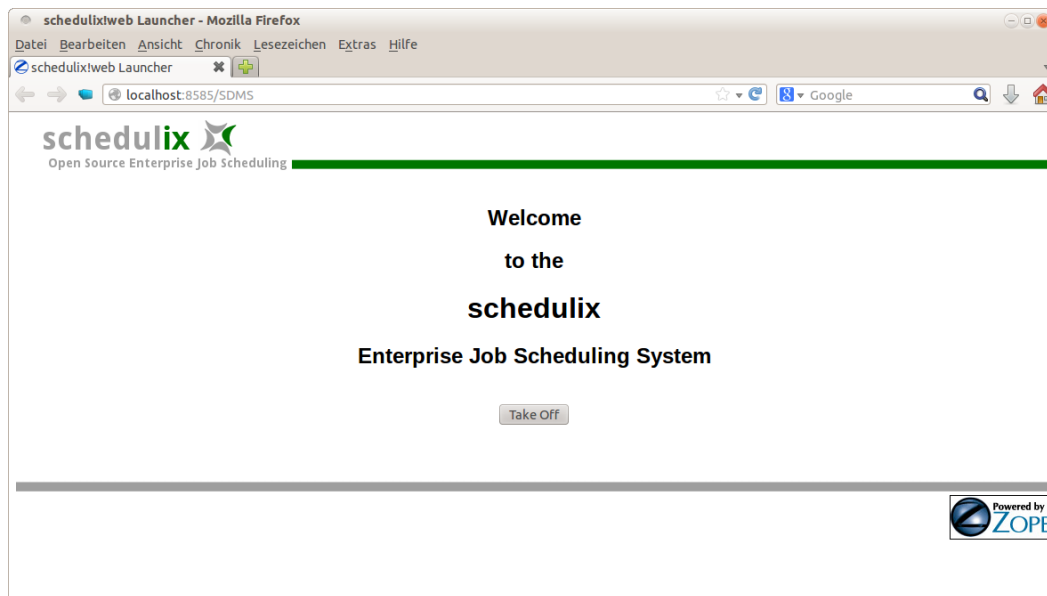 schedulix!web Launcher - Mozilla Firefox
Datei Bearbeiten Ansicht Chronik Lesezeichen Extras Hilfe
schedulix!web Launcher
localhost:8585/SDMS Google
schedulix
Open Source Enterprise Job Scheduling
Welcome
to the
schedulix
Enterprise Job Scheduling System
Take Off
Powered by
ZOPE